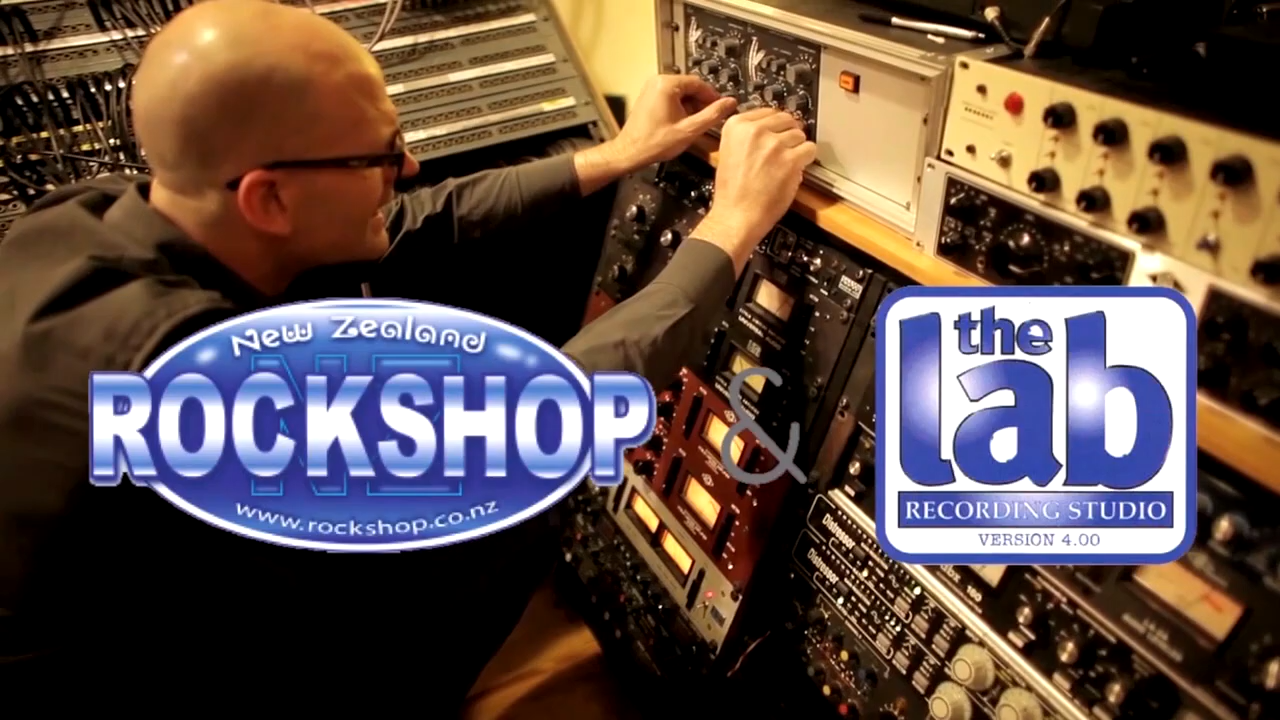 New Zealand
ROCKSHOP
www.rockshop.co.nz
&
the
lab
RECORDING STUDIO
VERSION 4.00
Distressor
Distressor